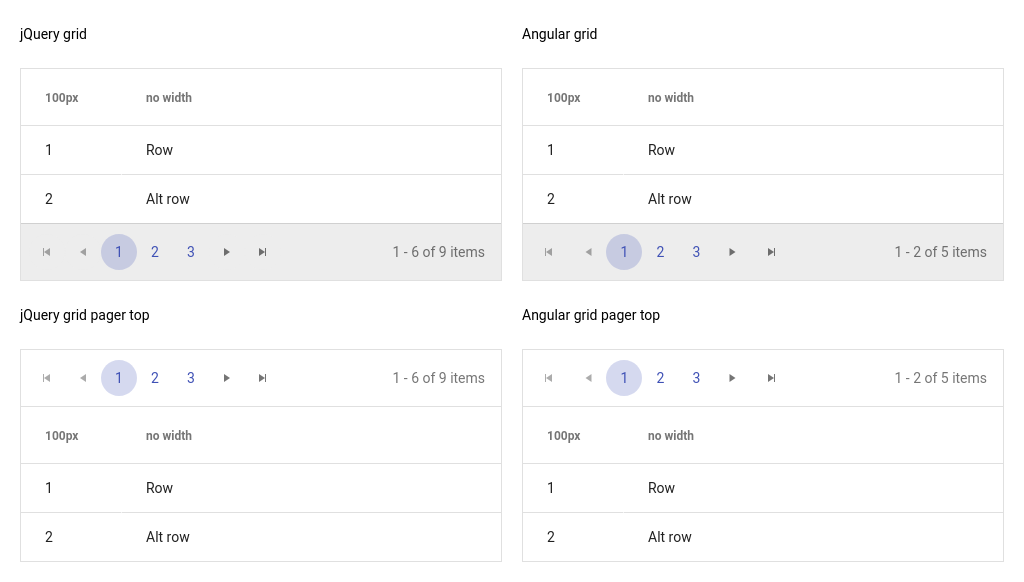 jQuery grid
100px no width
1 Row
2 Alt row
1 2 3 1 - 6 of 9 items
Angular grid
100px no width
1 Row
2 Alt row
1 2 3 1 - 2 of 5 items
jQuery grid pager top
1 2 3 1 - 6 of 9 items
100px no width
1 Row
2 Alt row
Angular grid pager top
1 2 3 1 - 2 of 5 items
100px no width
1 Row
2 Alt row